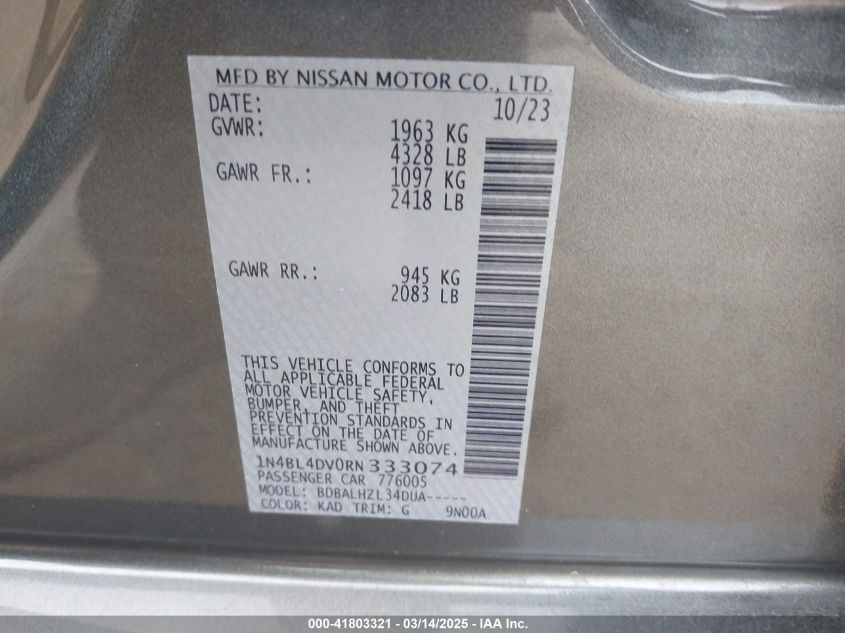 MFD BY NISSAN MOTOR CO., LTD.
DATE: 10/23
GVWR: 1963 KG
4328 LB
GAWR FR.: 1097 KG
2418 LB
GAWR RR.: 945 KG
2083 LB
THIS VEHICLE CONFORMS TO
ALL APPLICABLE FEDERAL
MOTOR VEHICLE SAFETY,
BUMPER, AND THEFT
PREVENTION STANDARDS IN
EFFECT ON THE DATE OF
MANUFACTURE SHOWN ABOVE.
1N4BL4DV0RN333074
PASSENGER CAR 776005
MODEL: BDBALHZL34DUA-----
COLOR: KAD TRIM: G 9N00A
000-41803321 - 03/14/2025 - IAA Inc.